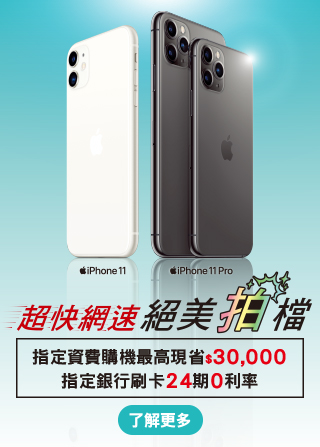 iPhone 11
iPhone 11 Pro
超快網速絕美拍檔
指定資費購機最高現省$30,000
指定銀行刷卡24期0利率
了解更多